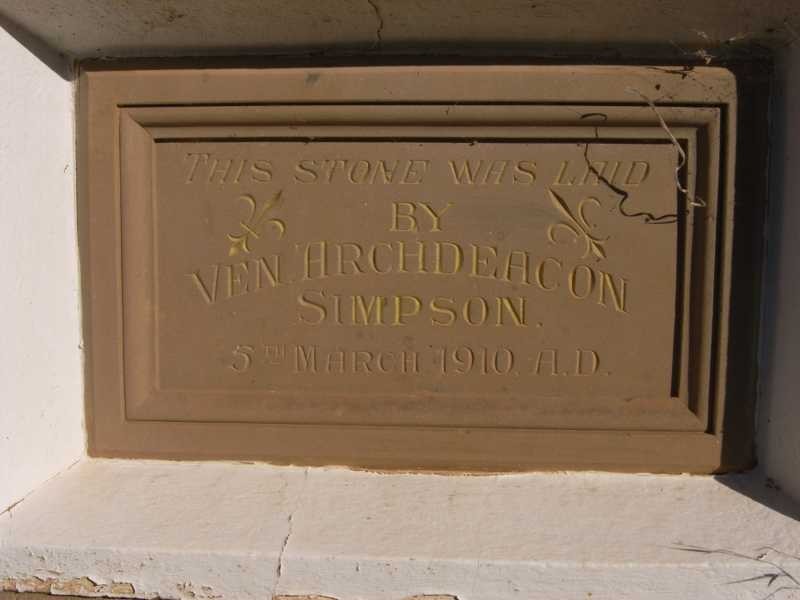 THIS STONE WAS LAID
BY
VEN. ARCHDEACON
SIMPSON.
5TH MARCH 1910. A.D.